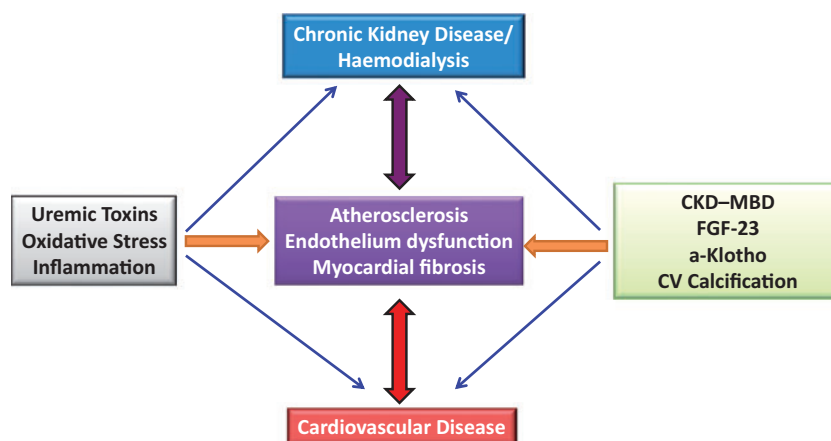 Chronic Kidney Disease/
Haemodialysis
Uremic Toxins
Oxidative Stress
Inflammation
Atherosclerosis
Endothelium dysfunction
Myocardial fibrosis
CKD–MBD
FGF-23
a-Klotho
CV Calcification
Cardiovascular Disease